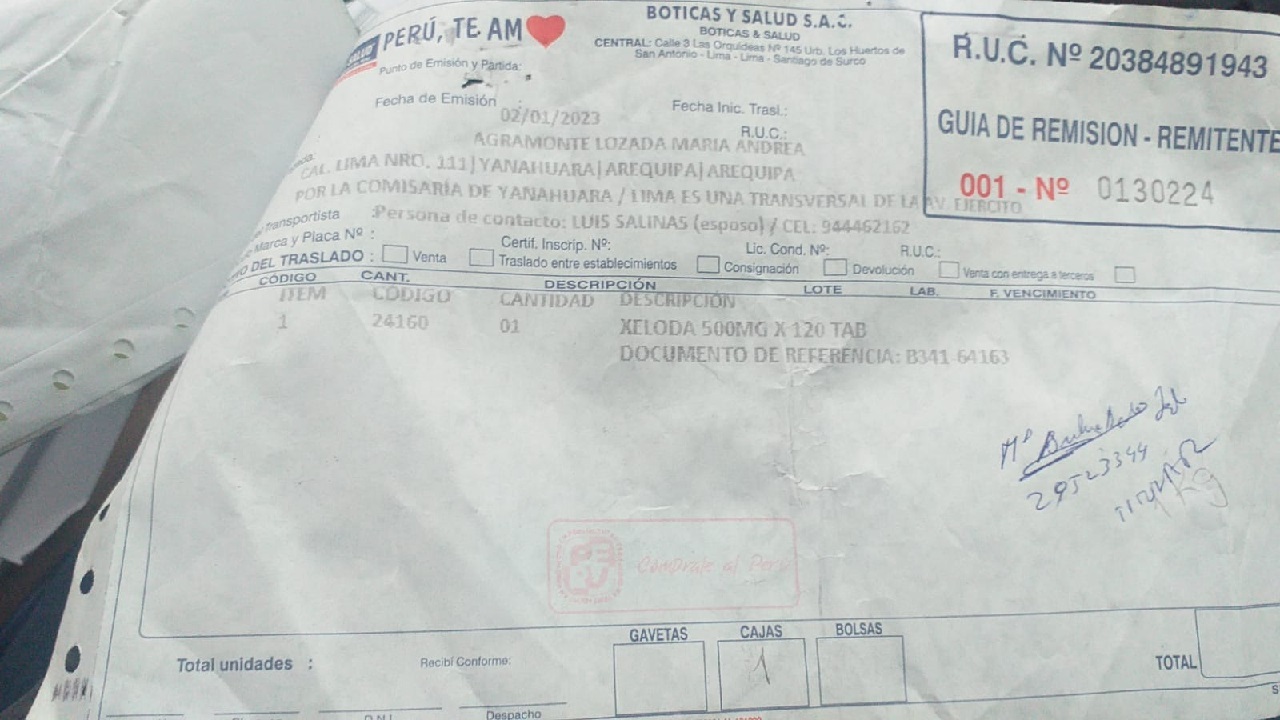 PERÚ, TE AM
BOTICAS Y SALUD S.A.C.
BOTICAS & SALUD
CENTRAL: Calle 3 Las Orquídeas Nº 145 Urb. Los Huertos de
San Antonio - Lima - Lima - Santiago de Surco
R.U.C. Nº 20384891943
GUIA DE REMISION - REMITENTE
001 - Nº 0130224
Punto de Emisión y Partida:
Fecha de Emisión :
02/01/2023
Fecha Inic. Trasl.:
R.U.C.:
AGRAMONTE LOZADA MARIA ANDREA
CAL. LIMA NRO. 111|YANAHUARA|AREQUIPA|AREQUIPA
POR LA COMISARÍA DE YANAHUARA / LIMA ES UNA TRANSVERSAL DE LA AV. EJERCITO
Persona de contacto: LUIS SALINAS (esposo) / CEL: 944462162
Transportista
Marca y Placa Nº :
Certif. Inscrip. Nº:
Lic. Cond. Nº:
R.U.C.:
DEL TRASLADO : Venta Traslado entre establecimientos Consignación Devolución Venta con entrega a terceros
CÓDIGO CANT. DESCRIPCIÓN LOTE LAB. F. VENCIMIENTO
ITEM CÓDIGO CANTIDAD DESCRIPCIÓN
1 24160 01 XELODA 500MG X 120 TAB
DOCUMENTO DE REFERENCIA: B341-64163
29523344
PERU Cómprale al Perú
GAVETAS CAJAS BOLSAS
Total unidades :
Recibí Conforme:
1
TOTAL
D.N.I.
Despacho